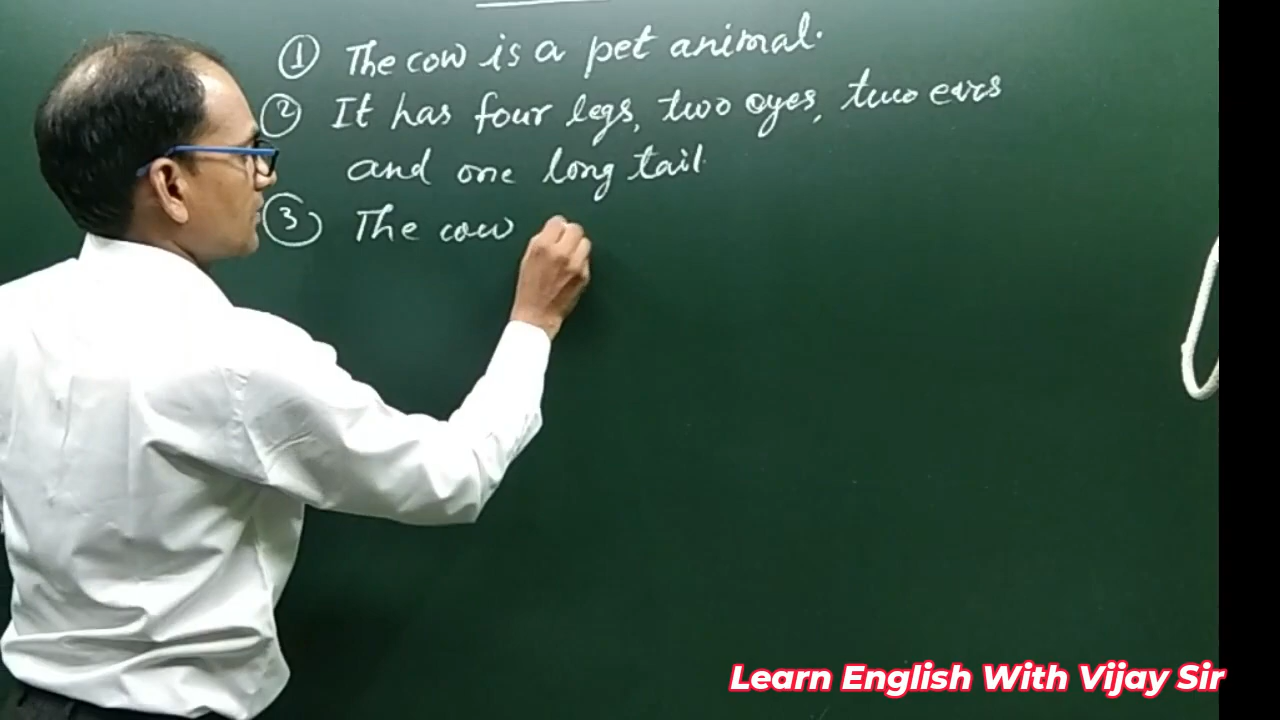 ① The cow is a pet animal.
② It has four legs, two eyes, two ears
and one long tail.
③ The cow
Learn English With Vijay Sir